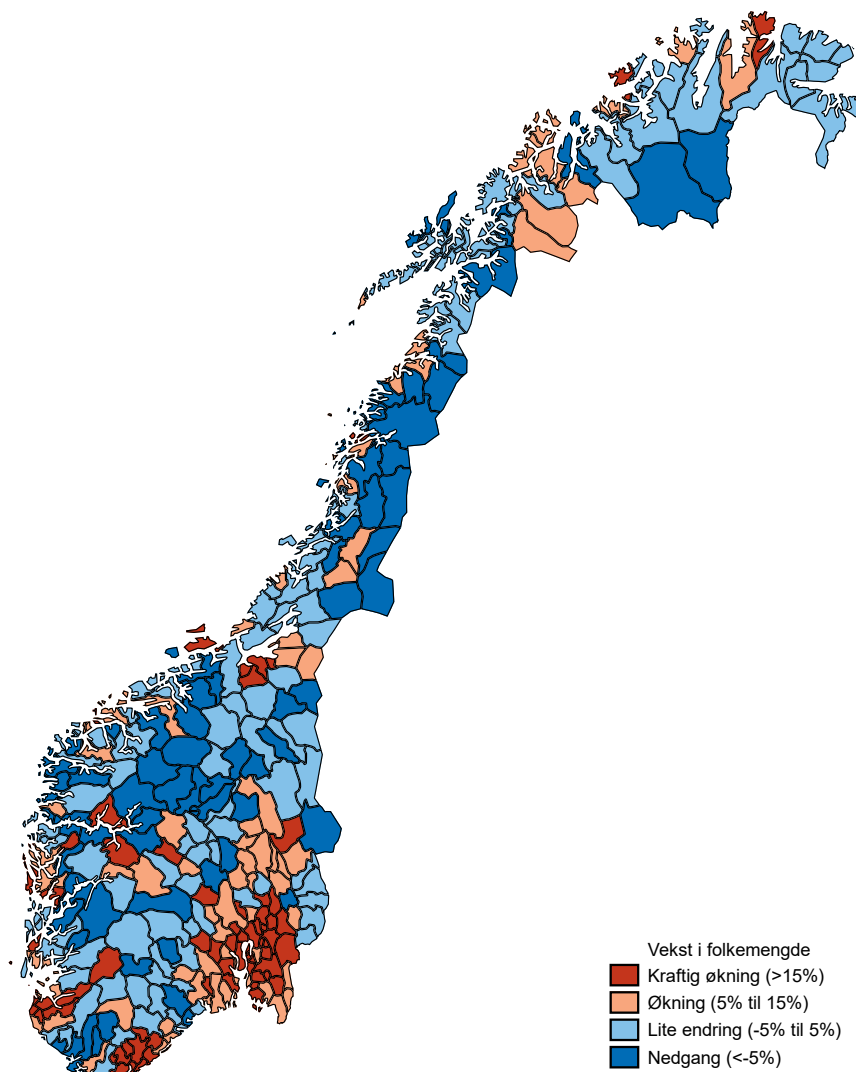 Vekst i folkemengde
Kraftig økning (>15%)
Økning (5% til 15%)
Lite endring (-5% til 5%)
Nedgang (<-5%)